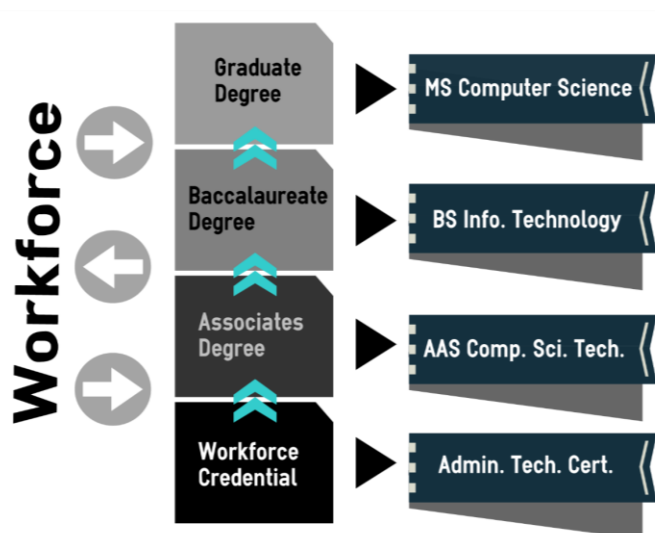 Workforce
Graduate
Degree
MS Computer Science
Baccalaureate
Degree
BS Info. Technology
Associates
Degree
AAS Comp. Sci. Tech.
Workforce
Credential
Admin. Tech. Cert.